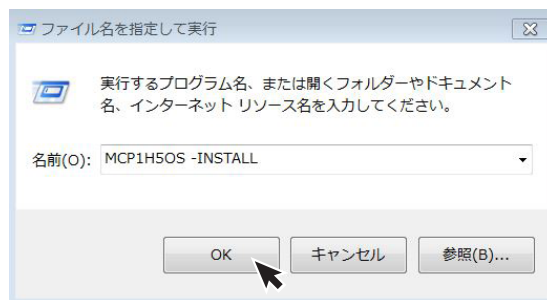 ファイル名を指定して実行
実行するプログラム名、または開くフォルダーやドキュメント
名、インターネット リソース名を入力してください。
名前(O): MCP1H5OS -INSTALL
OK キャンセル 参照(B)...